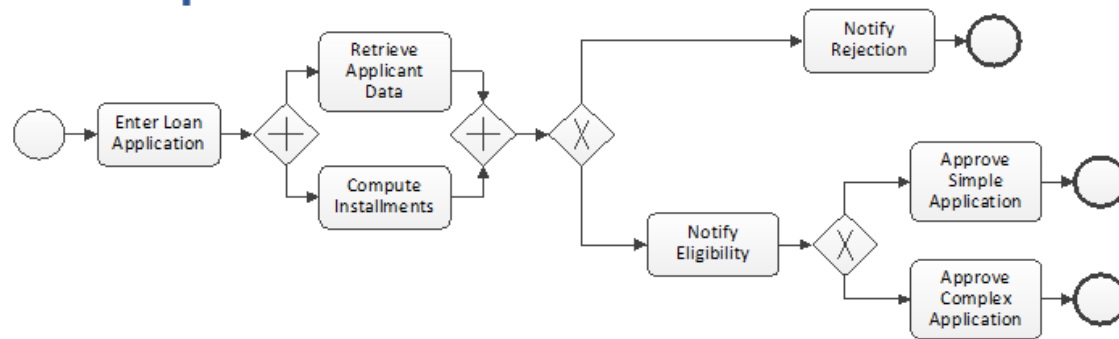 Retrieve
Applicant
Data
Enter Loan
Application
Compute
Installments
Notify
Rejection
Notify
Eligibility
Approve
Simple
Application
Approve
Complex
Application